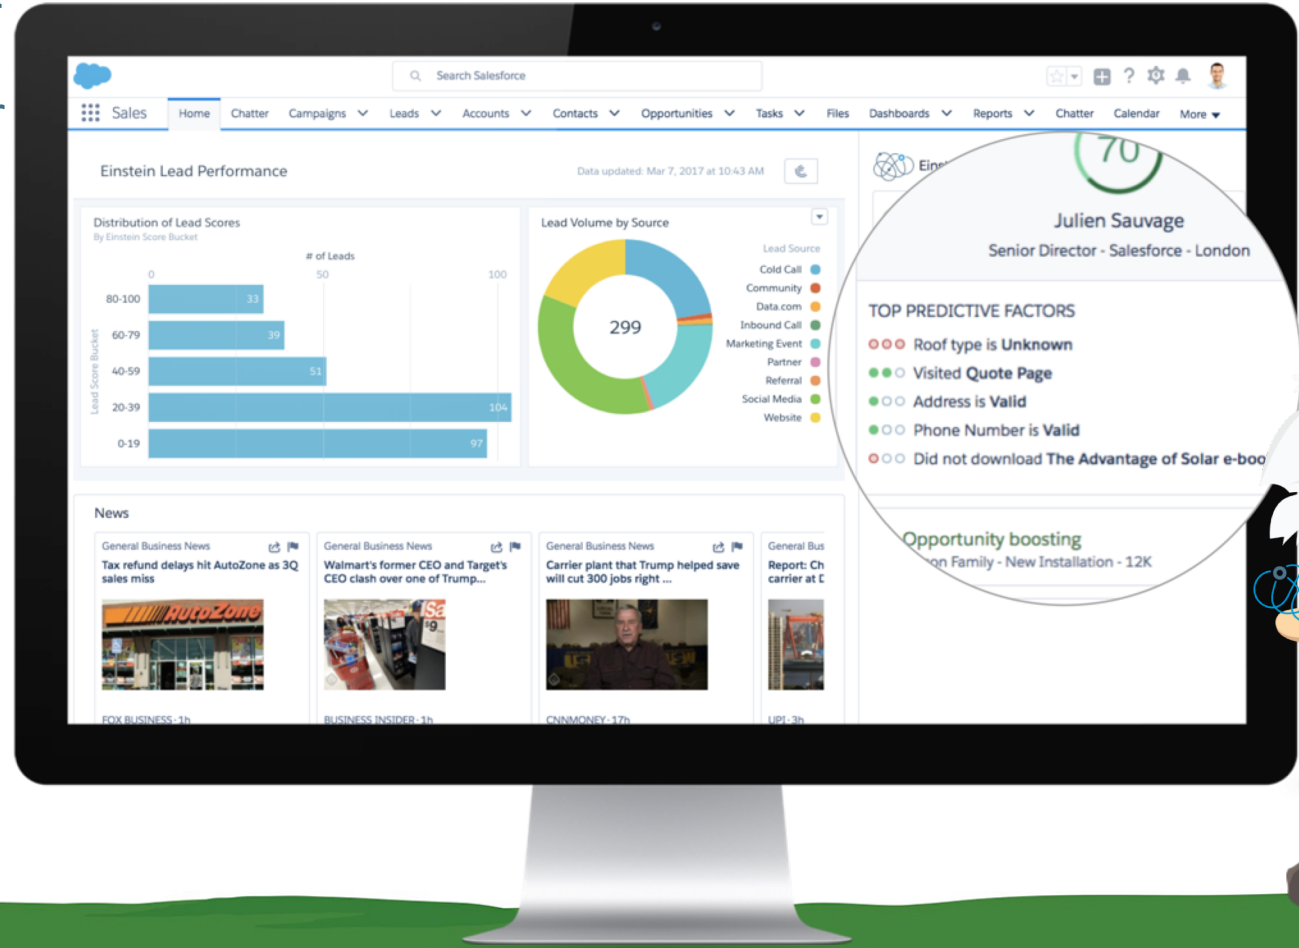 Search Salesforce
Sales
Home
Chatter
Campaigns
Leads
Accounts
Contacts
Opportunities
Tasks
Files
Dashboards
Reports
Chatter
Calendar
More
Einstein Lead Performance
Data updated: Mar 7, 2017 at 10:43 AM
Distribution of Lead Scores
By Einstein Score Bucket
# of Leads
0
50
100
Lead Score Bucket
80-100
33
60-79
39
40-59
51
20-39
104
0-19
97
Lead Volume by Source
299
Lead Source
Cold Call
Community
Data.com
Inbound Call
Marketing Event
Partner
Referral
Social Media
Website
70
Julien Sauvage
Senior Director - Salesforce - London
TOP PREDICTIVE FACTORS
Roof type is Unknown
Visited Quote Page
Address is Valid
Phone Number is Valid
Did not download The Advantage of Solar
Opportunity boosting
Family - New Installation - 12K
News
General Business News
Tax refund delays hit AutoZone as 3Q
sales miss
AutoZone
FOX BUSINESS · 1h
General Business News
Walmart's former CEO and Target's
CEO clash over one of Trump...
$9
BUSINESS INSIDER · 1h
General Business News
Carrier plant that Trump helped save
will cut 300 jobs right ...
CNNMONEY · 17h
General Bus
Report: Ch
carrier at
UPI · 3h